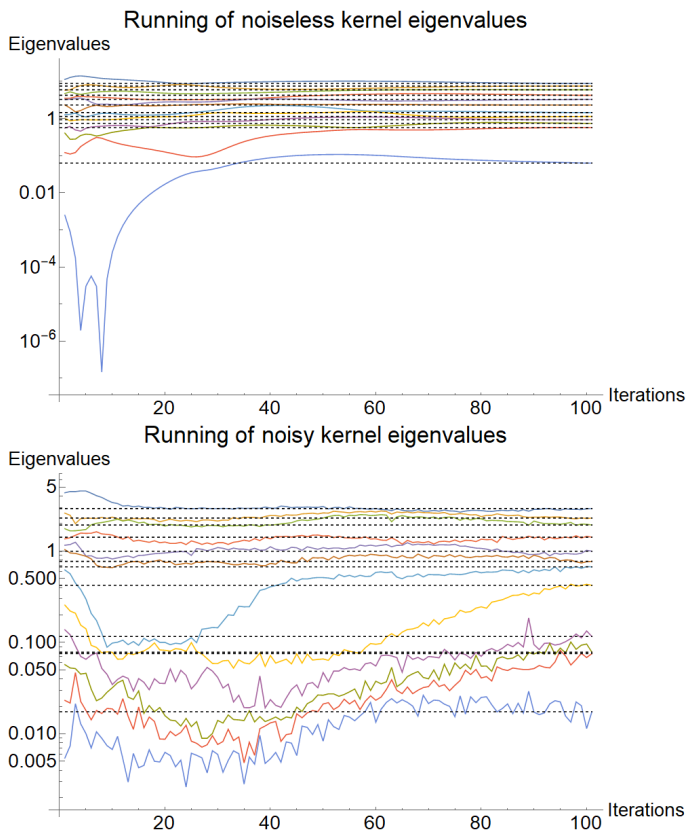 Running of noiseless kernel eigenvalues
Eigenvalues
1
0.01
10⁻⁴
10⁻⁶
20 40 60 80 100 Iterations
Running of noisy kernel eigenvalues
Eigenvalues
5
1
0.500
0.100
0.050
0.010
0.005
20 40 60 80 100 Iterations